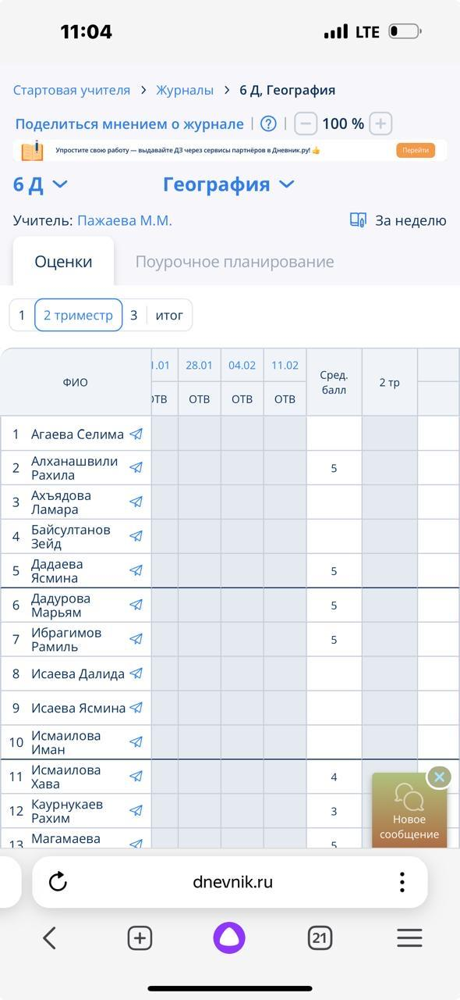 11:04 LTE
Стартовая учителя > Журналы > 6 Д, География
Поделиться мнением о журнале | ? | − 100 % +
Упростите свою работу — выдавайте ДЗ через сервисы партнёров в Дневник.ру! 👍 Перейти
6 Д География
Учитель: Пажаева М.М. За неделю
Оценки Поурочное планирование
1 2 триместр 3 итог
ФИО 1.01 28.01 04.02 11.02 Сред. балл 2 тр
ОТВ ОТВ ОТВ ОТВ
1 Агаева Селима
2 Алханашвили Рахила 5
3 Ахъядова Ламара
4 Байсултанов Зейд
5 Дадаева Ясмина 5
6 Дадурова Марьям 5
7 Ибрагимов Рамиль 5
8 Исаева Далида
9 Исаева Ясмина
10 Исмаилова Иман
11 Исмаилова Хава 4
12 Каурнукаев Рахим 3
13 Магамаева 5
Новое
сообщение
dnevnik.ru
21